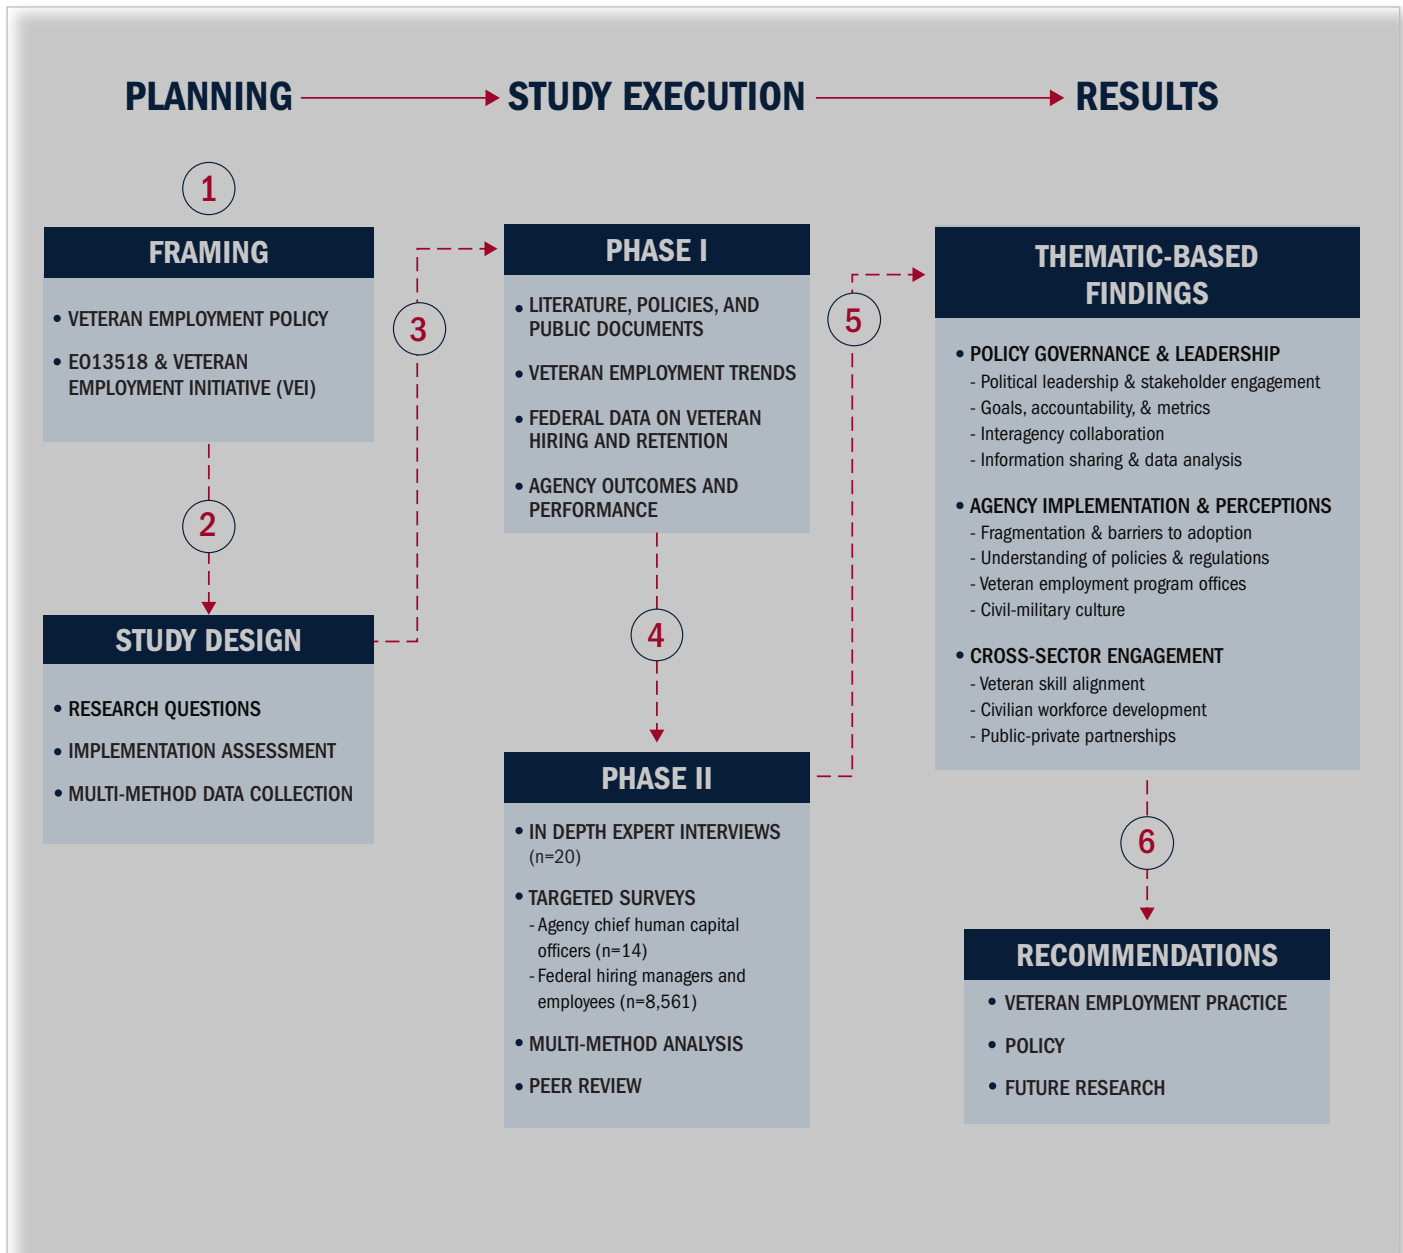 PLANNING STUDY EXECUTION RESULTS
1
FRAMING
• VETERAN EMPLOYMENT POLICY
• EO13518 & VETERAN
EMPLOYMENT INITIATIVE (VEI)
2
STUDY DESIGN
• RESEARCH QUESTIONS
• IMPLEMENTATION ASSESSMENT
• MULTI-METHOD DATA COLLECTION
3
PHASE I
• LITERATURE, POLICIES, AND
PUBLIC DOCUMENTS
• VETERAN EMPLOYMENT TRENDS
• FEDERAL DATA ON VETERAN
HIRING AND RETENTION
• AGENCY OUTCOMES AND
PERFORMANCE
4
PHASE II
• IN DEPTH EXPERT INTERVIEWS
(n=20)
• TARGETED SURVEYS
- Agency chief human capital
officers (n=14)
- Federal hiring managers and
employees (n=8,561)
• MULTI-METHOD ANALYSIS
• PEER REVIEW
5
THEMATIC-BASED
FINDINGS
• POLICY GOVERNANCE & LEADERSHIP
- Political leadership & stakeholder engagement
- Goals, accountability, & metrics
- Interagency collaboration
- Information sharing & data analysis
• AGENCY IMPLEMENTATION & PERCEPTIONS
- Fragmentation & barriers to adoption
- Understanding of policies & regulations
- Veteran employment program offices
- Civil-military culture
• CROSS-SECTOR ENGAGEMENT
- Veteran skill alignment
- Civilian workforce development
- Public-private partnerships
6
RECOMMENDATIONS
• VETERAN EMPLOYMENT PRACTICE
• POLICY
• FUTURE RESEARCH